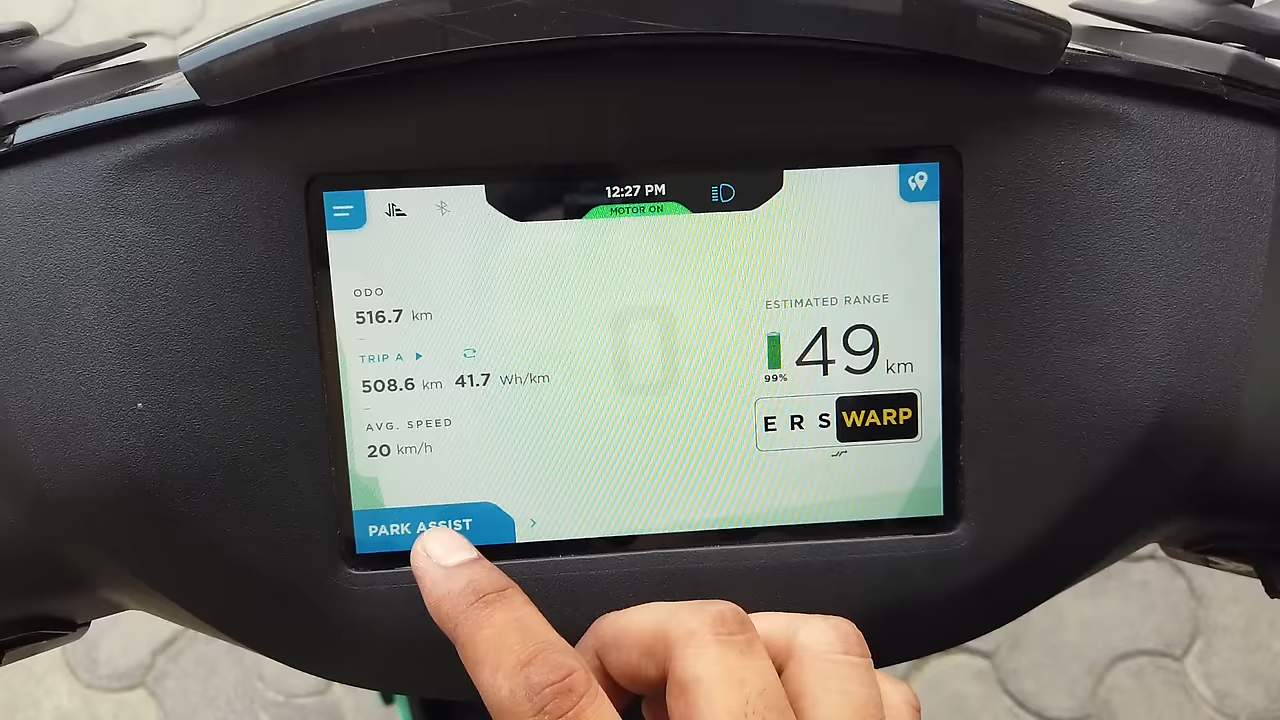 12:27 PM
MOTOR ON
ODO
516.7 km
TRIP A
508.6 km 41.7 Wh/km
AVG. SPEED
20 km/h
PARK ASSIST
0
ESTIMATED RANGE
49 km
99%
E R S WARP